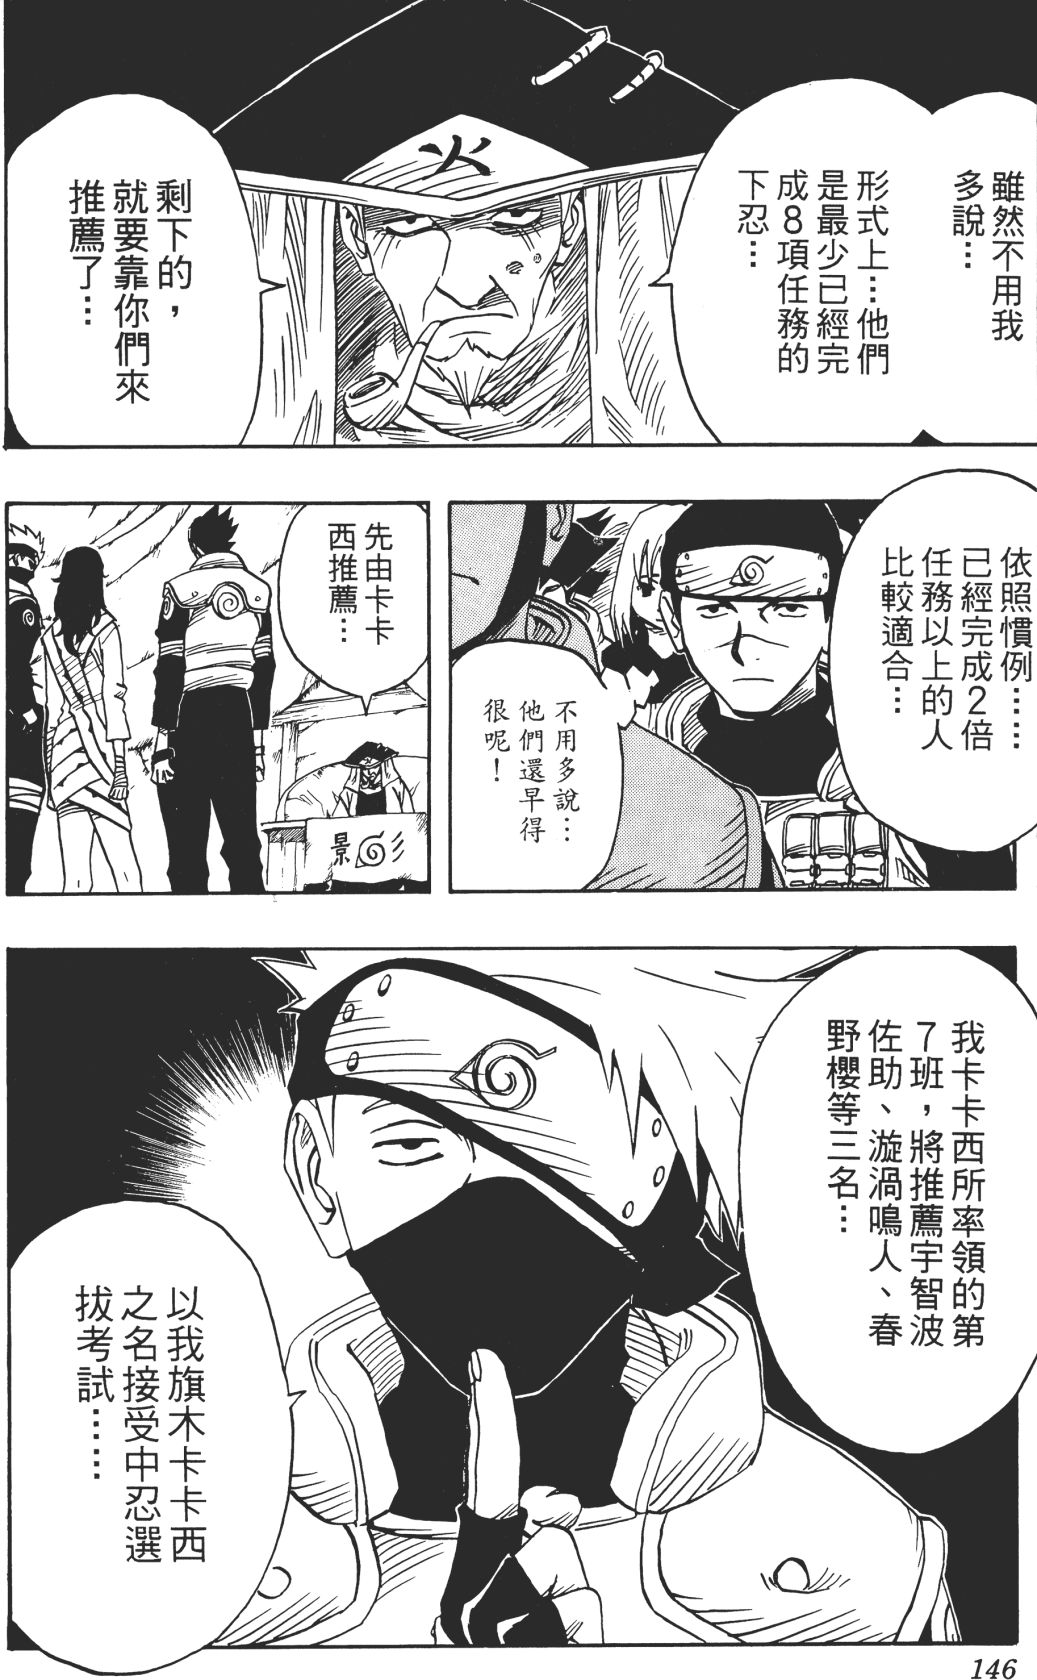 雖然不用我
多說…
形式上…他們
是最少已經完
成8項任務的
下忍…
火
剩下的，
就要靠你們來
推薦了…
依照慣例……
已經完成2倍
任務以上的人
比較適合…
不用多說…
他們還早得
很呢！
先由卡卡
西推薦…
影
景
我卡卡西所率領的第
7班，將推薦宇智波
佐助、漩渦鳴人、春
野櫻等三名…
以我旗木卡卡西
之名接受中忍選
拔考試……
146